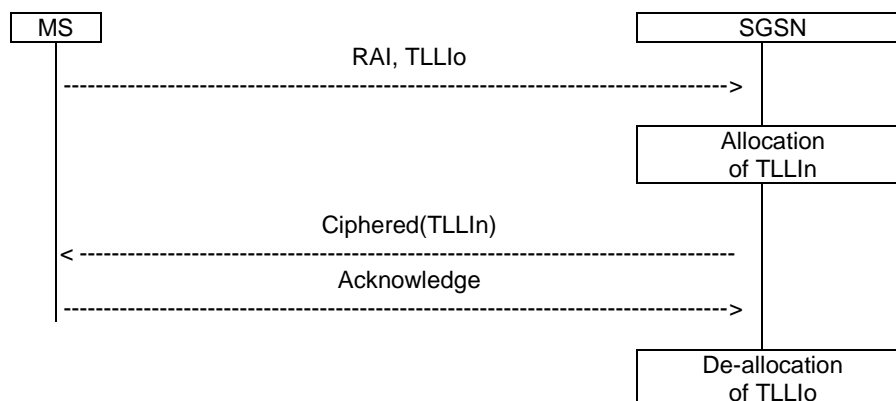 MS
SGSN
RAI, TLLIo
Allocation
of TLLIn
Ciphered(TLLIn)
Acknowledge
De-allocation
of TLLIo